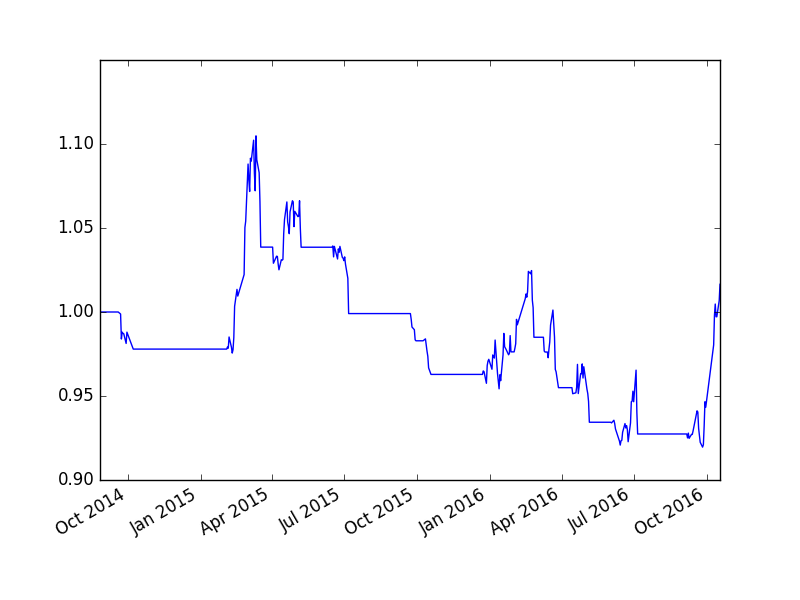 1.10
1.05
1.00
0.95
0.90
Oct 2014
Jan 2015
Apr 2015
Jul 2015
Oct 2015
Jan 2016
Apr 2016
Jul 2016
Oct 2016